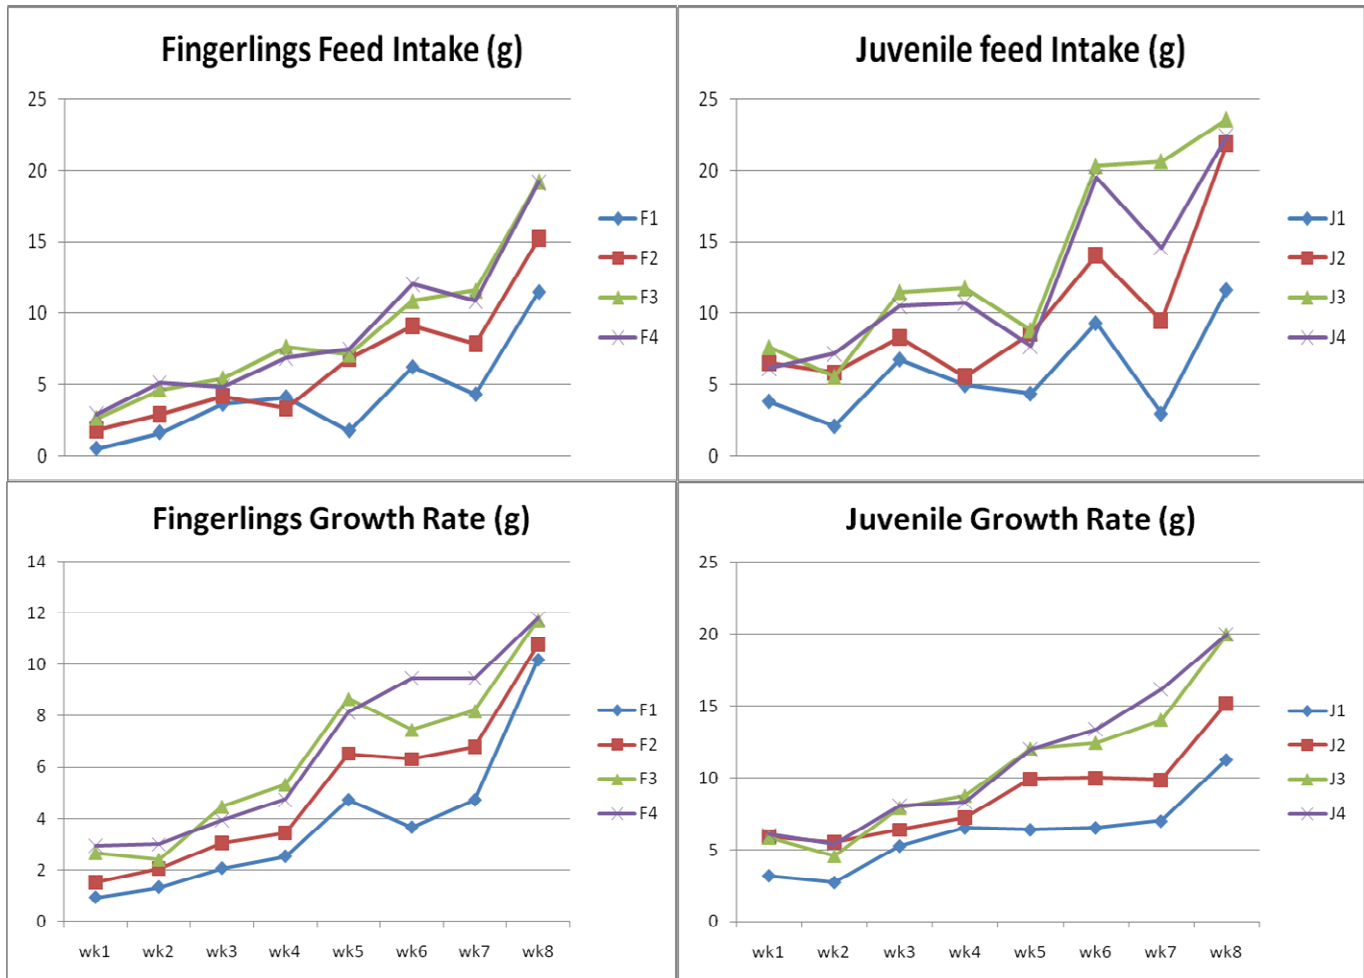 Fingerlings Feed Intake (g)
25
20
15
10
5
0
F1
F2
F3
F4
Juvenile feed Intake (g)
25
20
15
10
5
0
J1
J2
J3
J4
Fingerlings Growth Rate (g)
14
12
10
8
6
4
2
0
wk1 wk2 wk3 wk4 wk5 wk6 wk7 wk8
F1
F2
F3
F4
Juvenile Growth Rate (g)
25
20
15
10
5
0
wk1 wk2 wk3 wk4 wk5 wk6 wk7 wk8
J1
J2
J3
J4